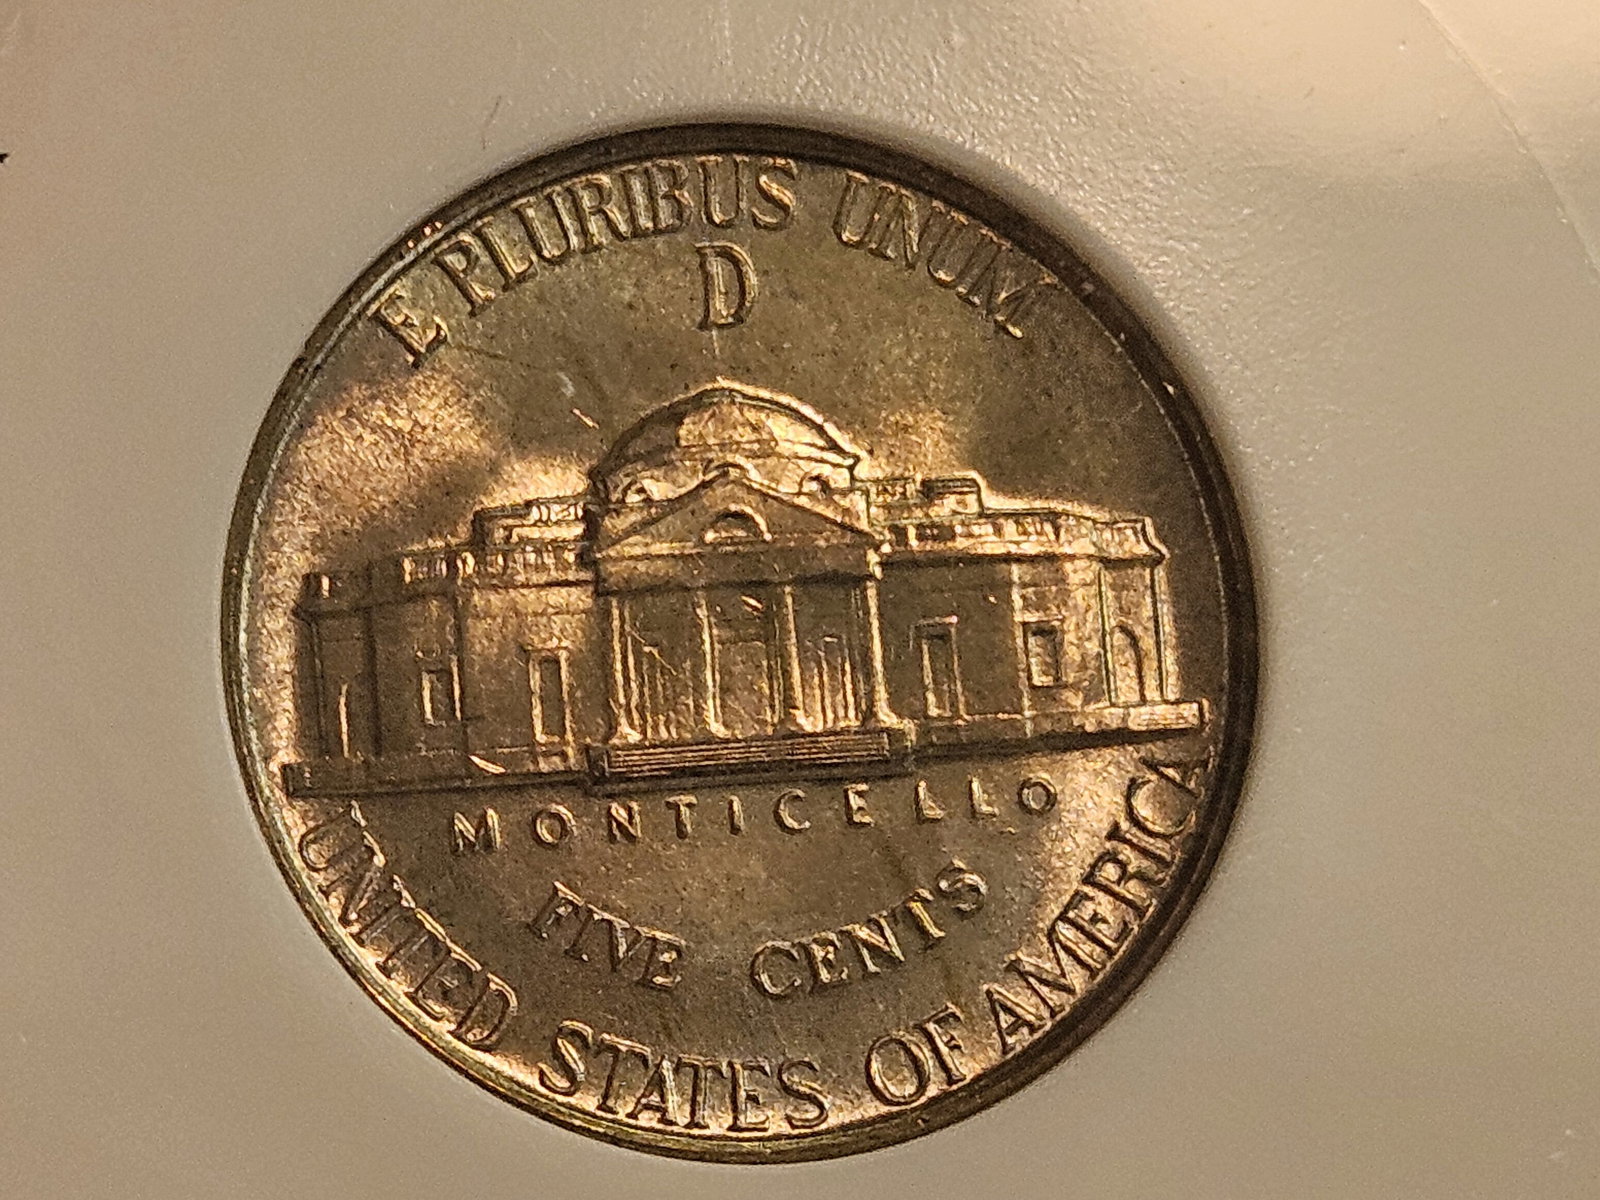 E PLURIBUS UNUM
D
MONTICELLO
FIVE CENTS
UNITED STATES OF AMERICA